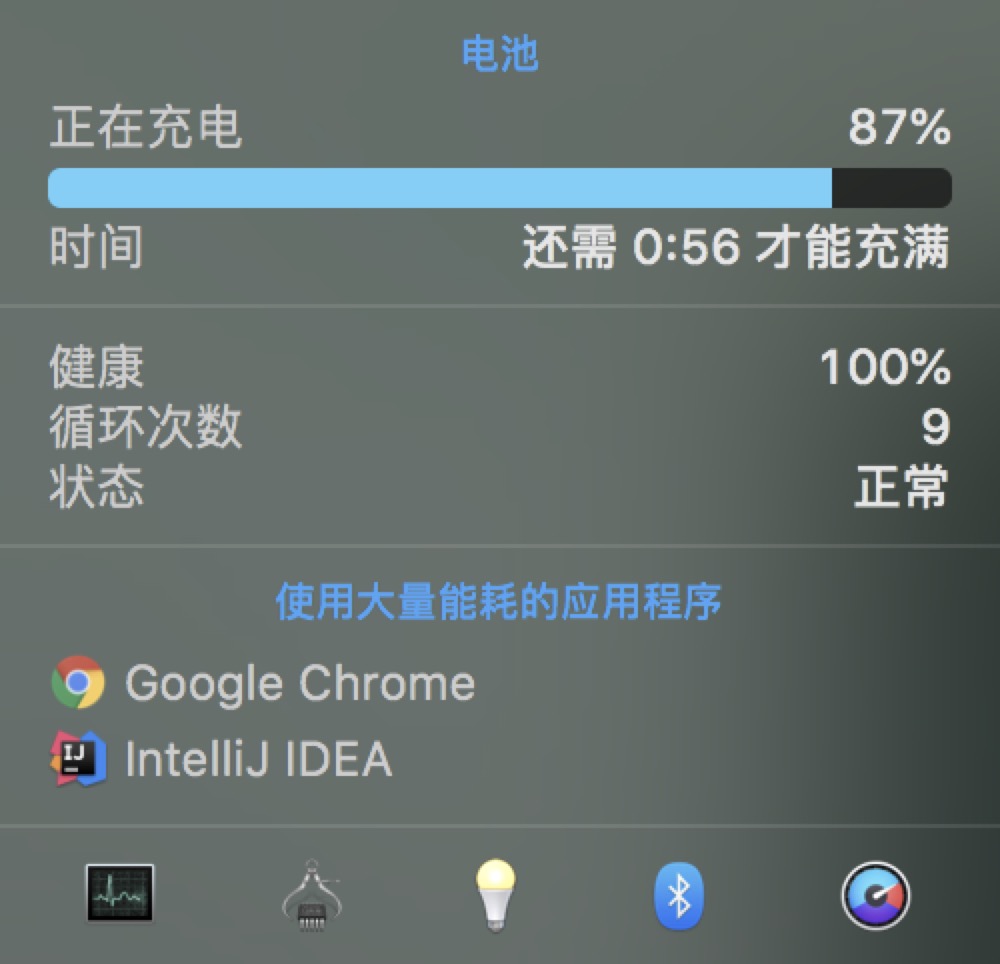 电池
正在充电 87%
时间 还需 0:56 才能充满
健康 100%
循环次数 9
状态 正常
使用大量能耗的应用程序
Google Chrome
IJ IntelliJ IDEA